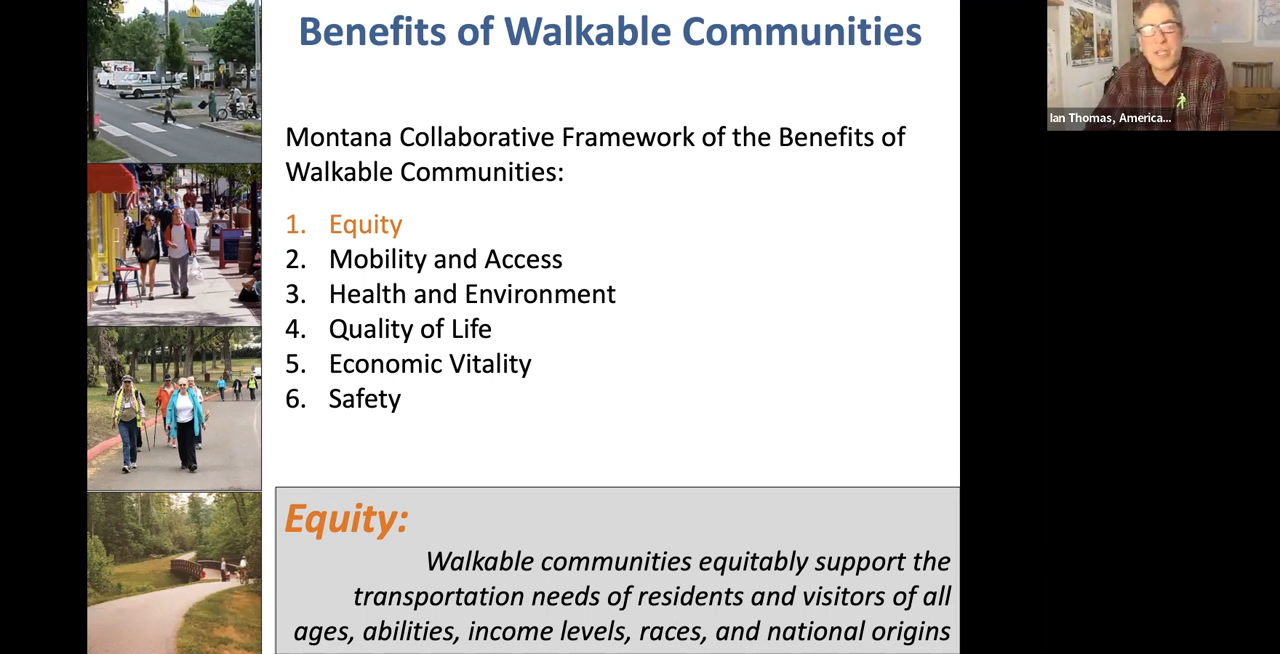 Benefits of Walkable Communities
Montana Collaborative Framework of the Benefits of
Walkable Communities:
1. Equity
2. Mobility and Access
3. Health and Environment
4. Quality of Life
5. Economic Vitality
6. Safety
Equity:
Walkable communities equitably support the
transportation needs of residents and visitors of all
ages, abilities, income levels, races, and national origins
Ian Thomas, America...
FedEx